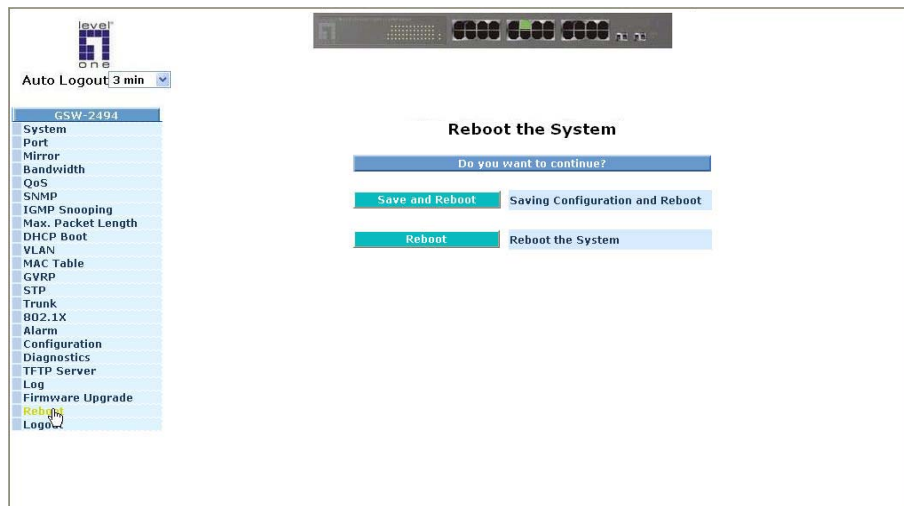 level
one
Auto Logout 3 min
GSW-2494
System
Port
Mirror
Bandwidth
QoS
SNMP
IGMP Snooping
Max. Packet Length
DHCP Boot
VLAN
MAC Table
GVRP
STP
Trunk
802.1X
Alarm
Configuration
Diagnostics
TFTP Server
Log
Firmware Upgrade
Reboot
Logout
Reboot the System
Do you want to continue?
Save and Reboot Saving Configuration and Reboot
Reboot Reboot the System